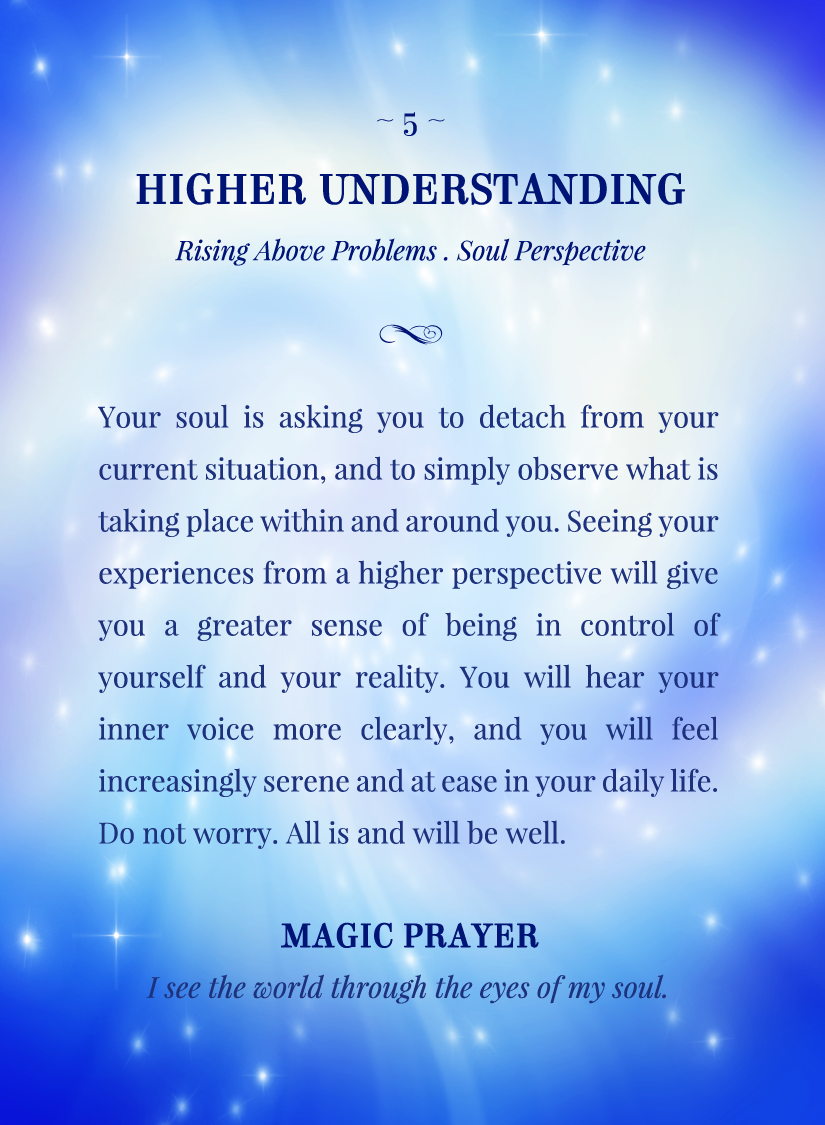 ~ 5 ~
HIGHER UNDERSTANDING
Rising Above Problems . Soul Perspective
Your soul is asking you to detach from your
current situation, and to simply observe what is
taking place within and around you. Seeing your
experiences from a higher perspective will give
you a greater sense of being in control of
yourself and your reality. You will hear your
inner voice more clearly, and you will feel
increasingly serene and at ease in your daily life.
Do not worry. All is and will be well.
MAGIC PRAYER
I see the world through the eyes of my soul.